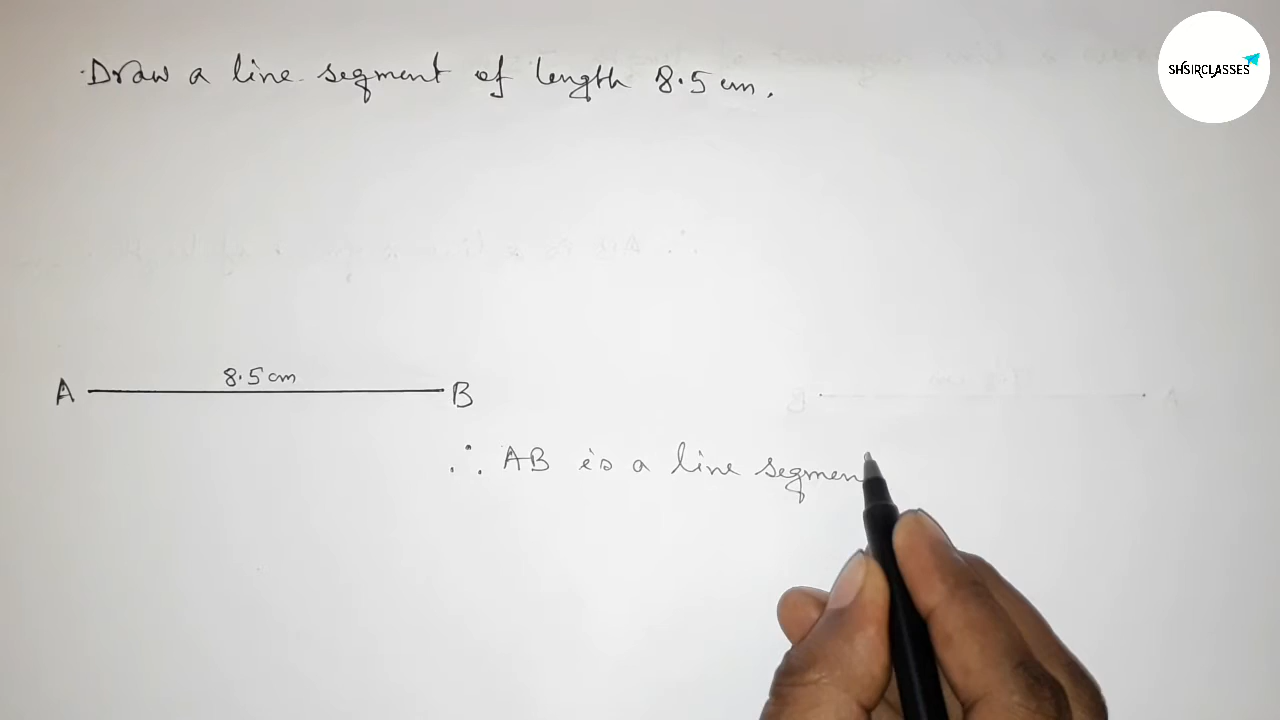 Draw a line segment of length 8.5 cm.
SHSIRCLASSES
8.5 cm
A B
∴ AB is a line segmen